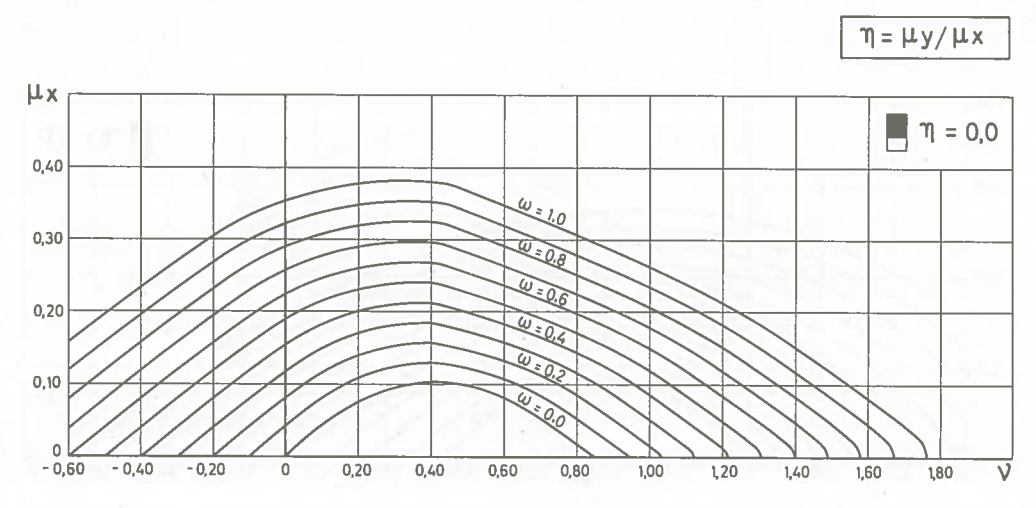 η = μy/μx
μx
η = 0,0
0,40
0,30
0,20
0,10
0
ω = 1.0
ω = 0.8
ω = 0.6
ω = 0.4
ω = 0.2
ω = 0.0
-0,60 -0,40 -0,20 0 0,20 0,40 0,60 0,80 1,00 1,20 1,40 1,60 1,80 ν